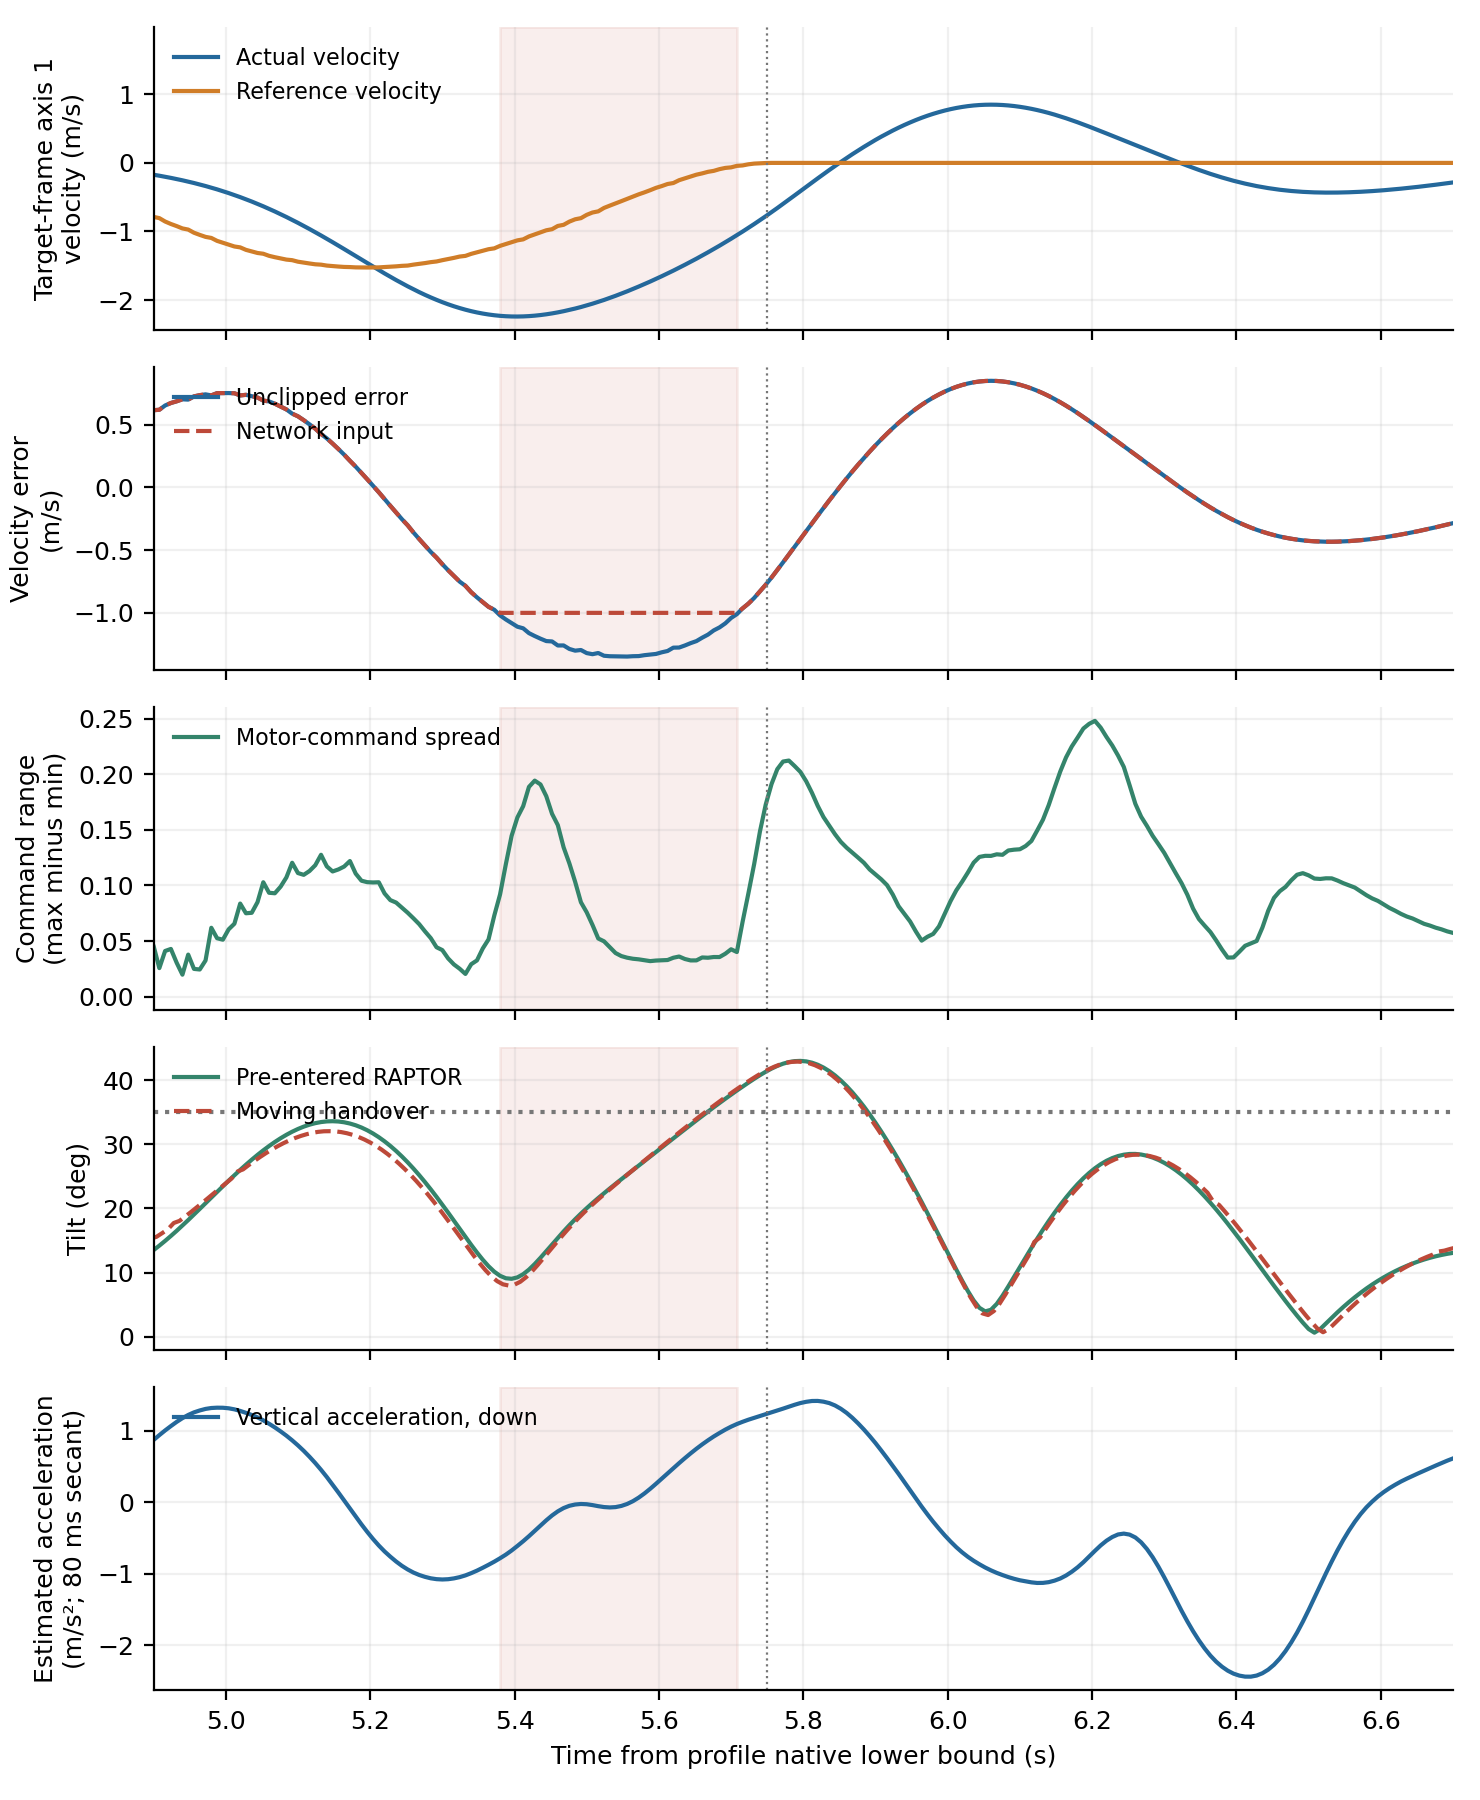 Target-frame axis 1
velocity (m/s)
1
0
−1
−2
Actual velocity
Reference velocity
Velocity error
(m/s)
0.5
0.0
−0.5
−1.0
Unclipped error
Network input
Command range
(max minus min)
0.25
0.20
0.15
0.10
0.05
0.00
Motor-command spread
Tilt (deg)
40
30
20
10
0
Pre-entered RAPTOR
Moving handover
Estimated acceleration
(m/s²; 80 ms secant)
1
0
−1
−2
Vertical acceleration, down
5.0 5.2 5.4 5.6 5.8 6.0 6.2 6.4 6.6
Time from profile native lower bound (s)